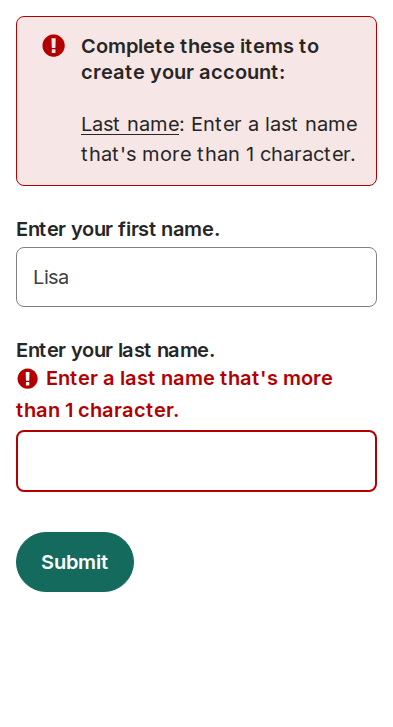 Complete these items to
create your account:
Last name: Enter a last name
that's more than 1 character.
Enter your first name.
Lisa
Enter your last name.
Enter a last name that's more
than 1 character.
Submit